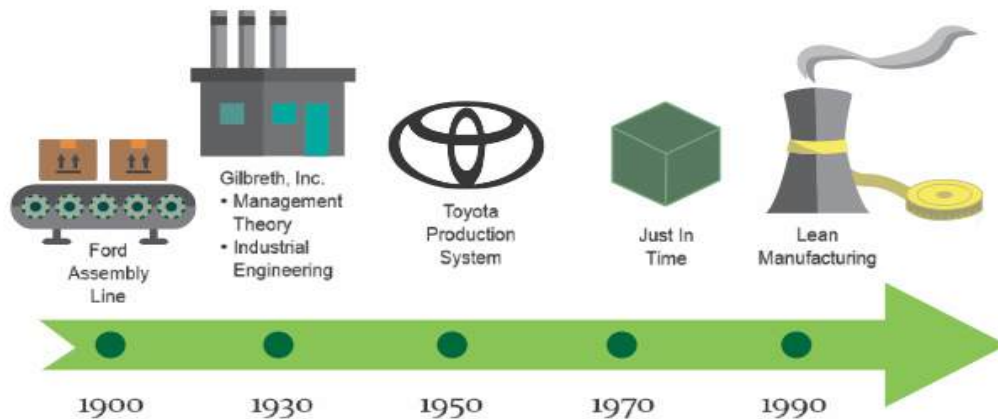 Ford
Assembly
Line
Gilbreth, Inc.
• Management
Theory
• Industrial
Engineering
Toyota
Production
System
Just In
Time
Lean
Manufacturing
1900
1930
1950
1970
1990